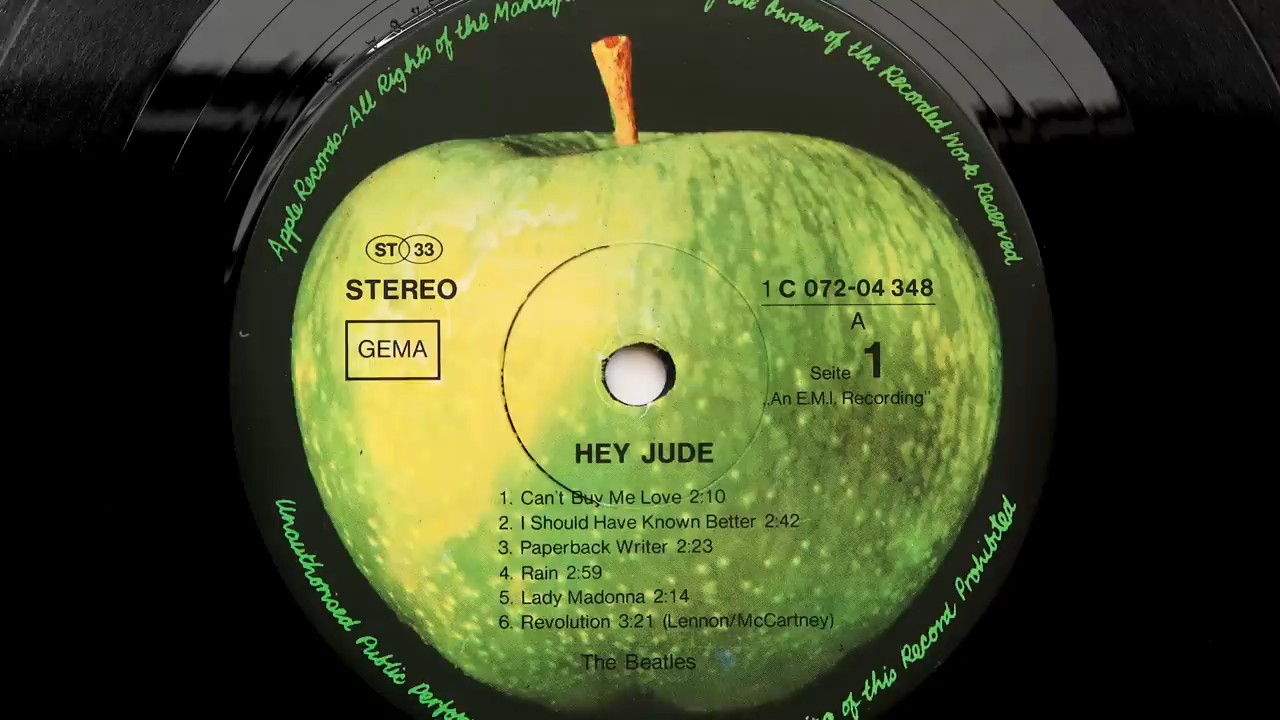 Apple Records-All Rights of the
the Owner of the Recorded Work Reserved
ST 33
STEREO
GEMA
1 C 072-04 348
A
Seite 1
„An E.M.I. Recording"
HEY JUDE
1. Can't Buy Me Love 2:10
2. I Should Have Known Better 2:42
3. Paperback Writer 2:23
4. Rain 2:59
5. Lady Madonna 2:14
6. Revolution 3:21 (Lennon/McCartney)
The Beatles
Unauthorised Public
of this Record Prohibited